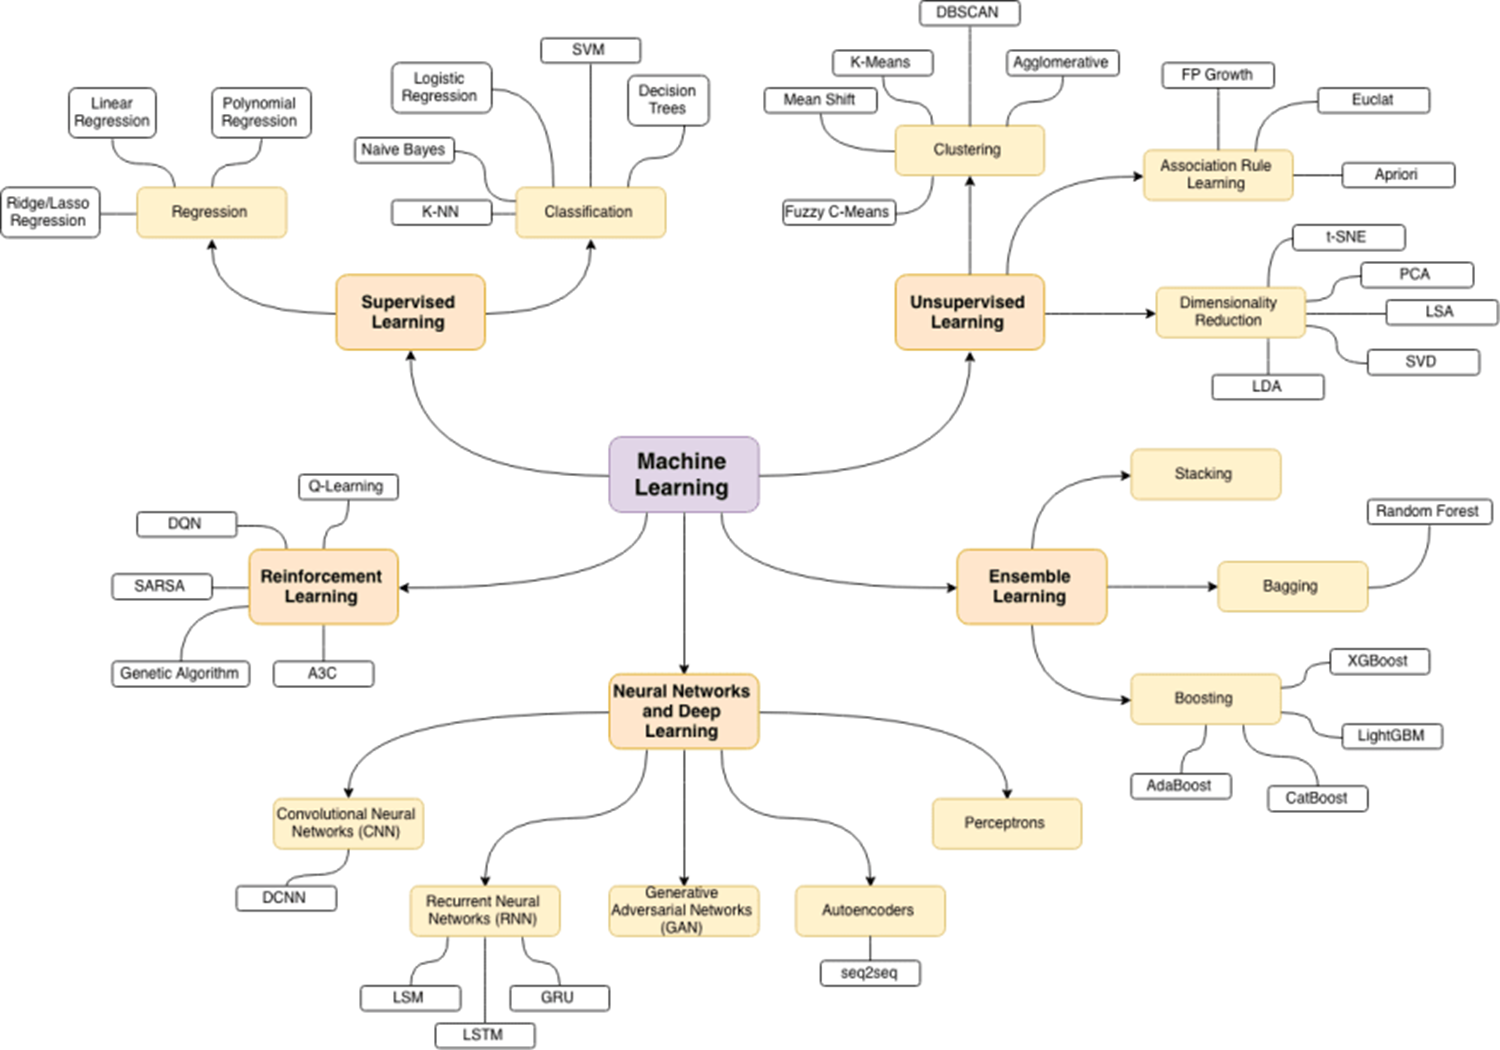 DBSCAN
SVM
K-Means
Agglomerative
Logistic
Regression
FP Growth
Linear
Regression
Polynomial
Regression
Decision
Trees
Mean Shift
Euclat
Naive Bayes
Clustering
Association Rule
Learning
Apriori
Ridge/Lasso
Regression
Regression
K-NN
Classification
Fuzzy C-Means
t-SNE
PCA
Supervised
Learning
Unsupervised
Learning
Dimensionality
Reduction
LSA
SVD
LDA
Machine
Learning
Stacking
Q-Learning
Random Forest
DQN
Reinforcement
Learning
SARSA
Ensemble
Learning
Bagging
Genetic Algorithm
A3C
XGBoost
Neural Networks
and Deep
Learning
Boosting
LightGBM
AdaBoost
CatBoost
Convolutional Neural
Networks (CNN)
Perceptrons
DCNN
Recurrent Neural
Networks (RNN)
Generative
Adversarial Networks
(GAN)
Autoencoders
seq2seq
LSM
GRU
LSTM